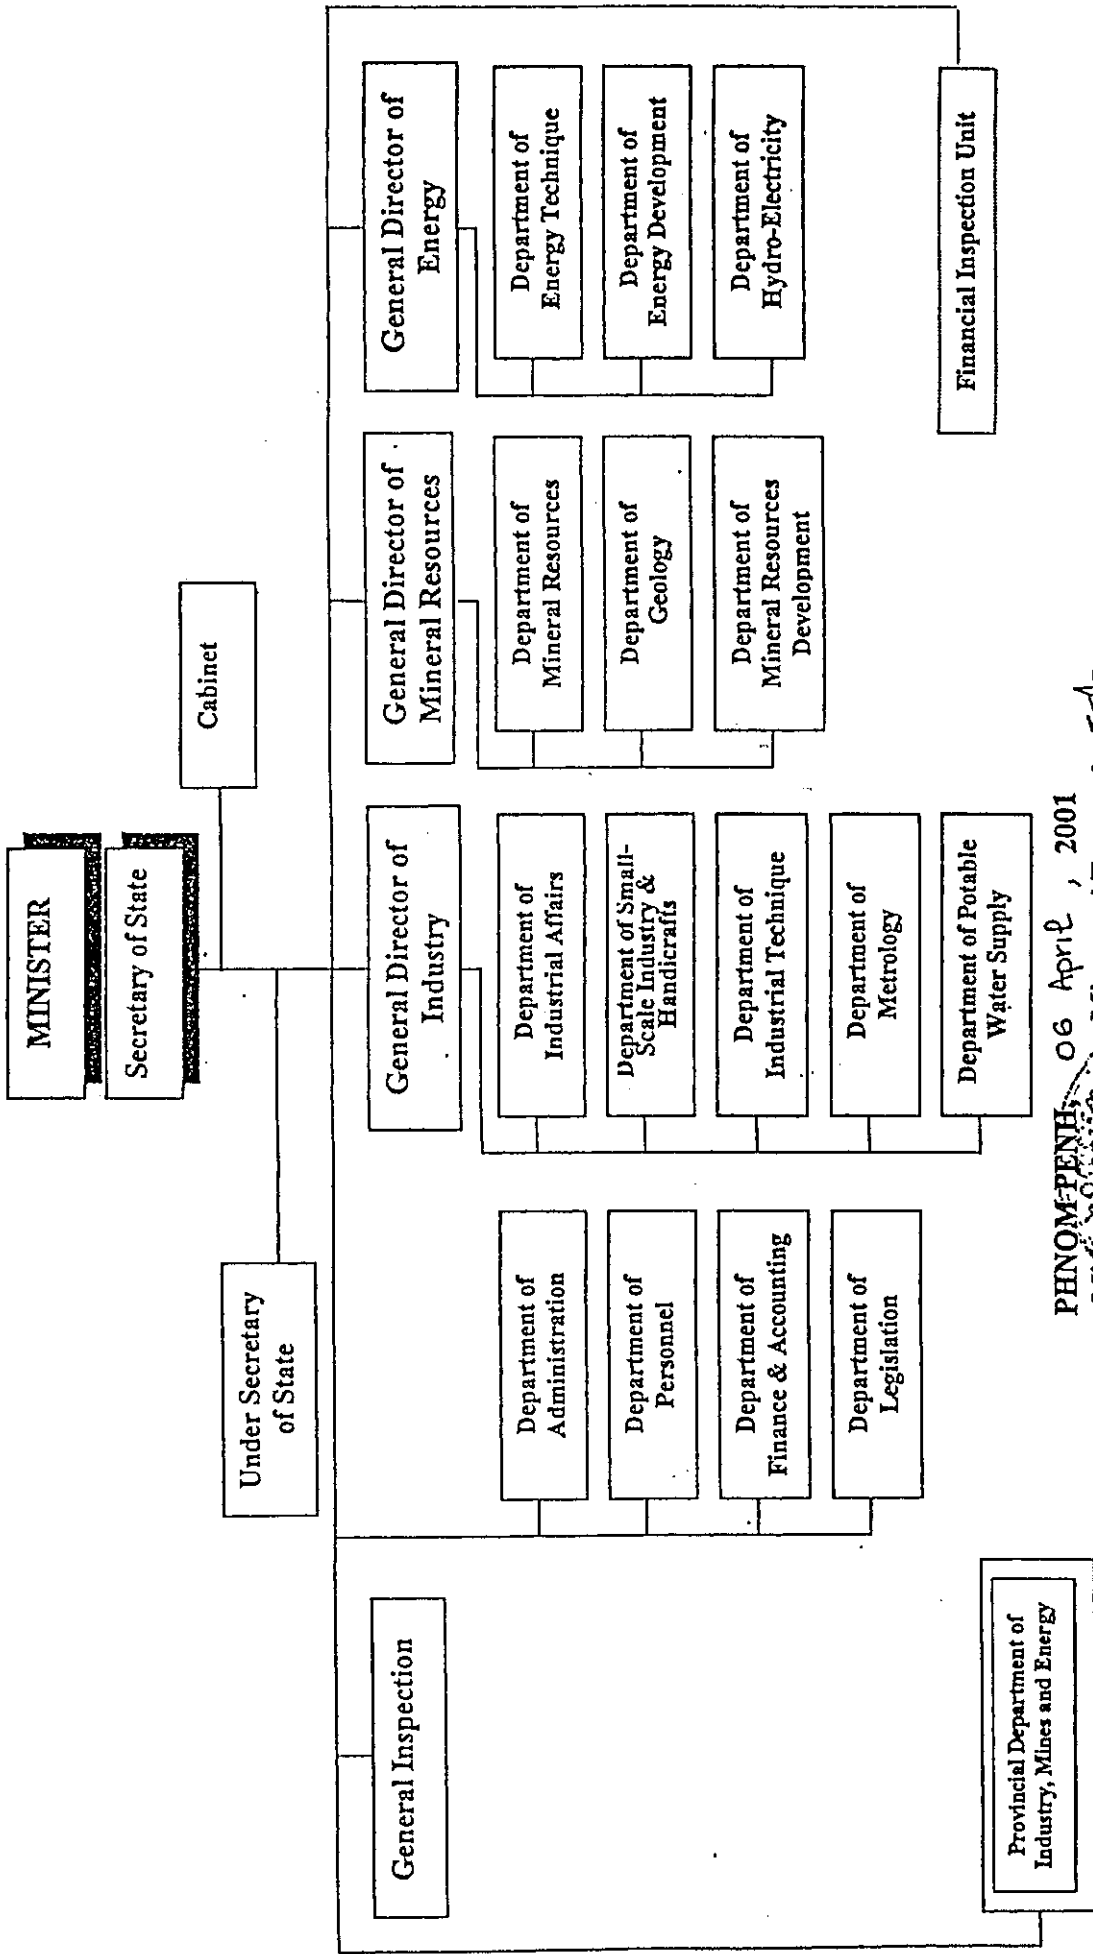 MINISTER
Secretary of State
Cabinet
Under Secretary
of State
General Inspection
General Director of
Industry
General Director of
Mineral Resources
General Director of
Energy
Department of
Administration
Department of
Personnel
Department of
Finance & Accounting
Department of
Legislation
Department of
Industrial Affairs
Department of Small-
Scale Industry &
Handicrafts
Department of
Industrial Technique
Department of
Metrology
Department of Potable
Water Supply
Department of
Mineral Resources
Department of
Geology
Department of
Mineral Resources
Development
Department of
Energy Technique
Department of
Energy Development
Department of
Hydro-Electricity
Provincial Department of
Industry, Mines and Energy
Financial Inspection Unit
PHNOM-PENH, 06 April , 2001